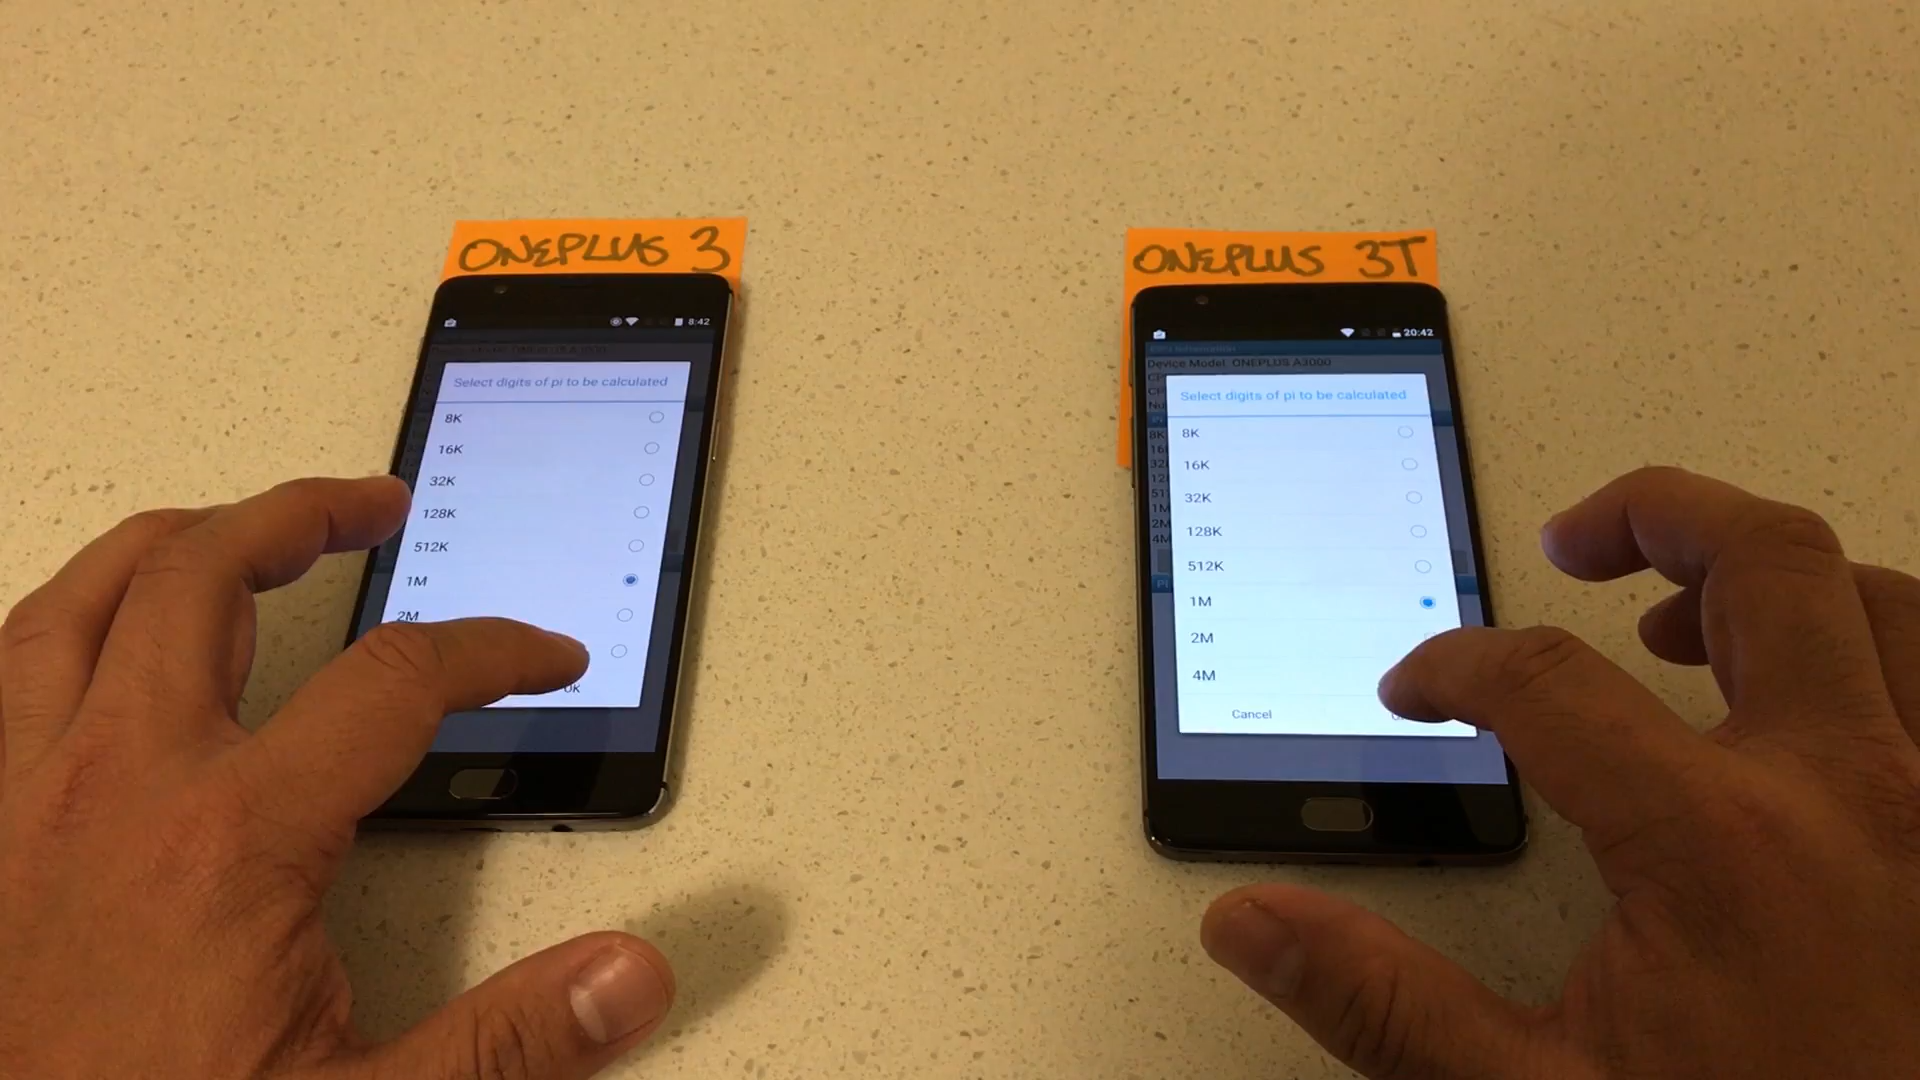 ONEPLUS 3
8:42
Select digits of pi to be calculated
8K
16K
32K
128K
512K
1M
2M
OK
ONEPLUS 3T
20:42
Device Model: ONEPLUS A3000
Select digits of pi to be calculated
8K
16K
32K
128K
512K
1M
2M
4M
Cancel